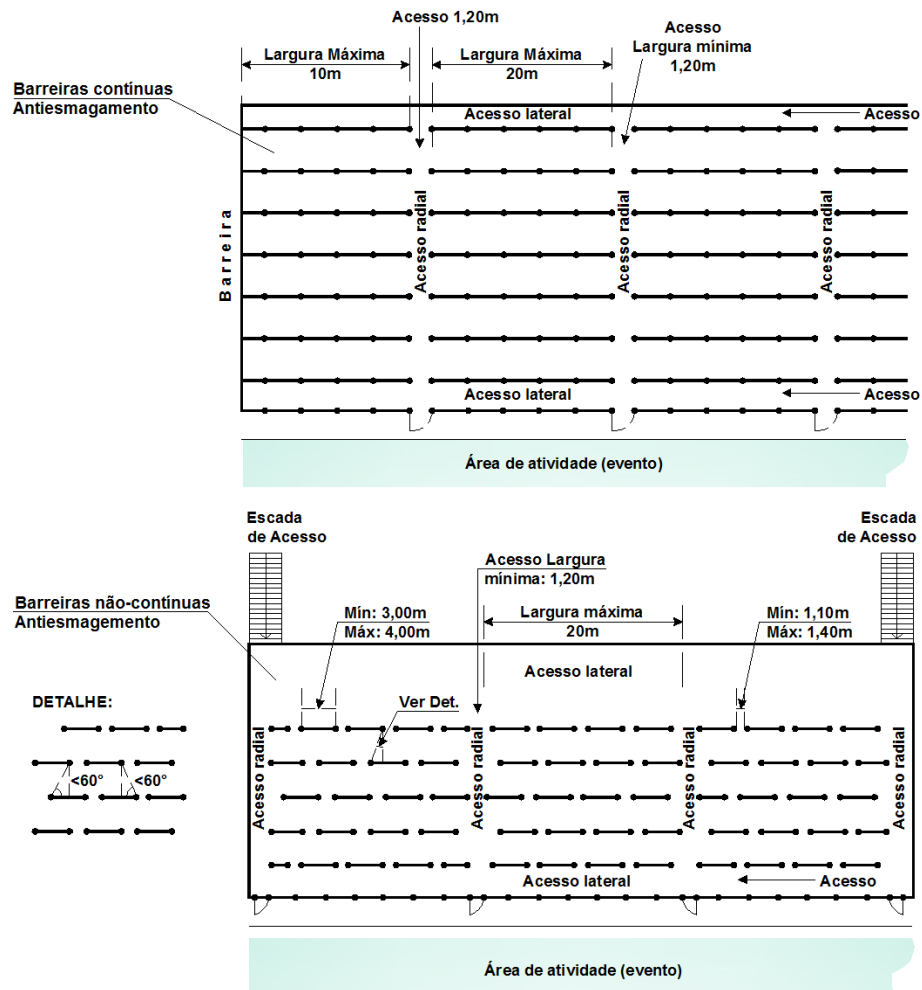 Acesso 1,20m
Acesso
Largura mínima
1,20m
Largura Máxima
10m
Largura Máxima
20m
Barreiras contínuas
Antiesmagamento
Acesso lateral
Acesso
Barreira
Acesso radial
Acesso radial
Acesso radial
Acesso lateral
Acesso
Área de atividade (evento)
Escada
de Acesso
Escada
de Acesso
Acesso Largura
mínima: 1,20m
Barreiras não-contínuas
Antiesmagemento
Mín: 3,00m
Máx: 4,00m
Largura máxima
20m
Mín: 1,10m
Máx: 1,40m
Acesso lateral
DETALHE:
Ver Det.
<60°
<60°
Acesso radial
Acesso radial
Acesso radial
Acesso radial
Acesso lateral
Acesso
Área de atividade (evento)